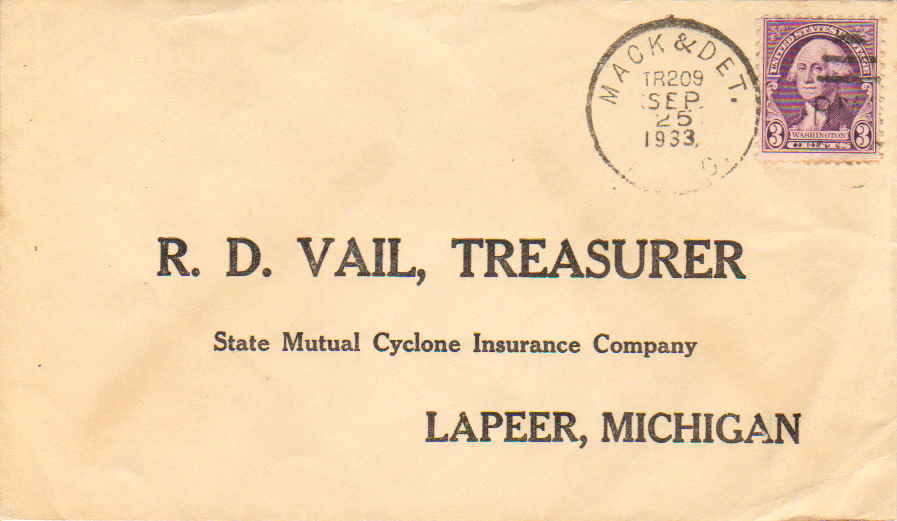 MACK & DET.
TR209
SEP
25
1933
UNITED STATES POSTAGE
3 WASHINGTON 3
R. D. VAIL, TREASURER
State Mutual Cyclone Insurance Company
LAPEER, MICHIGAN